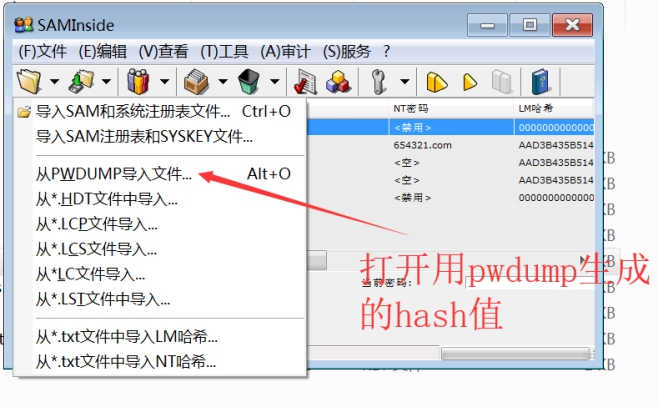 SAMInside
(F)文件 (E)编辑 (V)查看 (T)工具 (A)审计 (S)服务 ?
导入SAM和系统注册表文件... Ctrl+O
导入SAM注册表和SYSKEY文件...
从PWDUMP导入文件... Alt+O
从*.HDT文件中导入...
从*.LCP文件导入...
从*.LCS文件导入...
从*LC文件导入...
从*.LST文件中导入...
从*.txt文件中导入LM哈希...
从*.txt文件中导入NT哈希...
NT密码 LM哈希
<禁用> 0000000000000
654321.com AAD3B435B514
<空> AAD3B435B514
<空> AAD3B435B514
<禁用> 0000000000000
当前密码:
打开用pwdump生成
的hash值
KB
KB
KB
KB
KB
KB
KB
KB